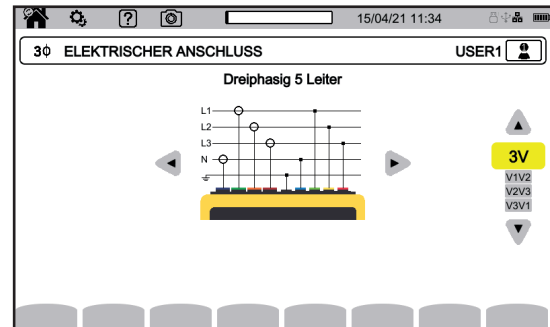 ? 15/04/21 11:34
3ϕ ELEKTRISCHER ANSCHLUSS USER1
Dreiphasig 5 Leiter
L1
L2
L3
N
3V
V1V2
V2V3
V3V1